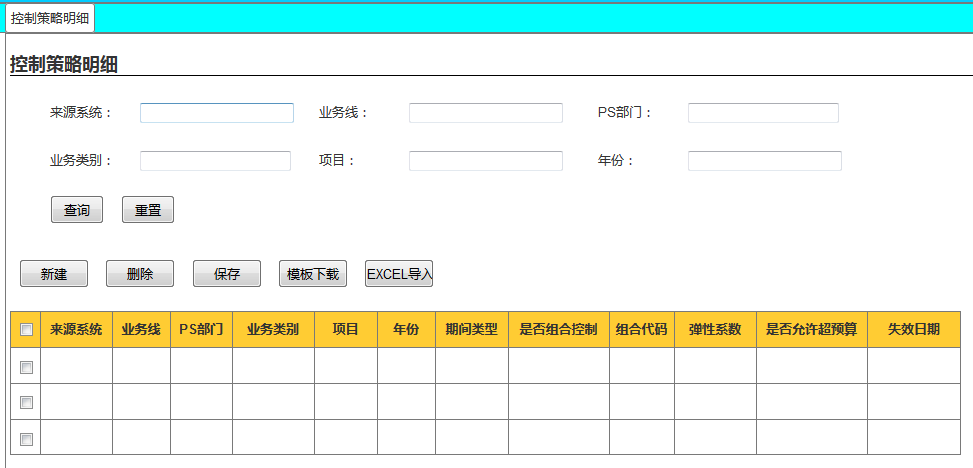 控制策略明细
控制策略明细
来源系统： 业务线： PS部门：
业务类别： 项目： 年份：
查询 重置
新建 删除 保存 模板下载 EXCEL导入
来源系统 业务线 PS部门 业务类别 项目 年份 期间类型 是否组合控制 组合代码 弹性系数 是否允许超预算 失效日期